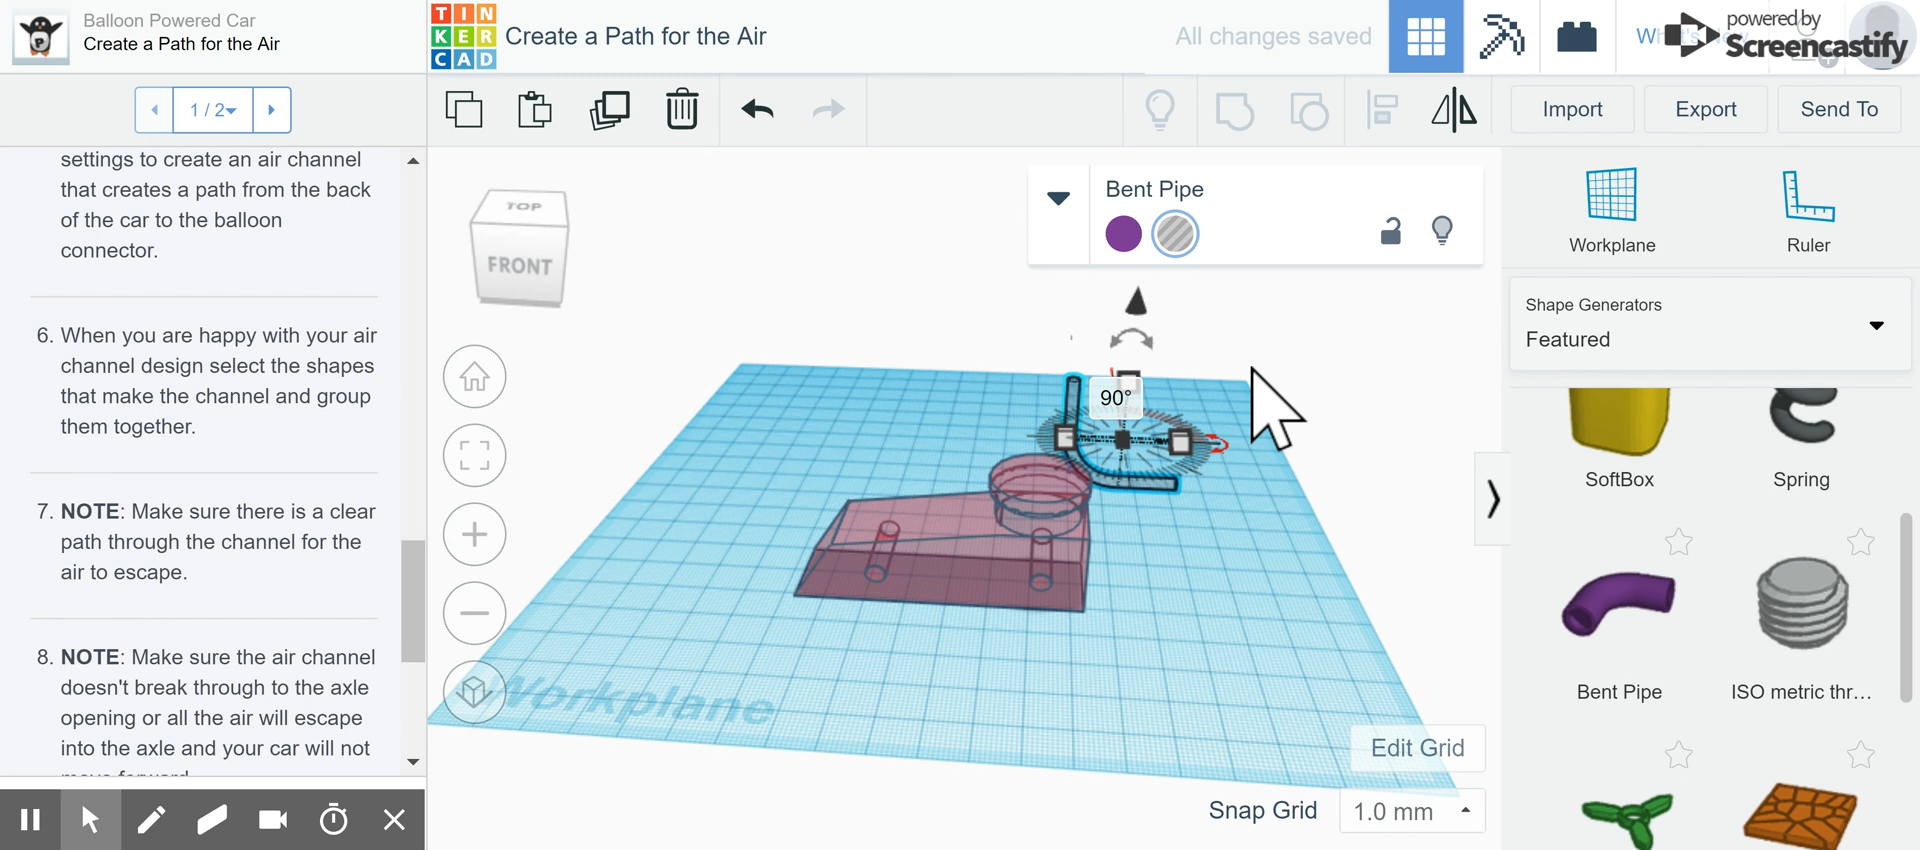 Balloon Powered Car
Create a Path for the Air
TIN
KER
CAD
Create a Path for the Air
All changes saved
powered by
Screencastify
1 / 2
Import
Export
Send To
settings to create an air channel
that creates a path from the back
of the car to the balloon
connector.
6. When you are happy with your air
channel design select the shapes
that make the channel and group
them together.
7. NOTE: Make sure there is a clear
path through the channel for the
air to escape.
8. NOTE: Make sure the air channel
doesn't break through to the axle
opening or all the air will escape
into the axle and your car will not
move forward
TOP
FRONT
Bent Pipe
90°
Workplane
Edit Grid
Snap Grid
1.0 mm
Workplane
Ruler
Shape Generators
Featured
SoftBox
Spring
Bent Pipe
ISO metric thr...